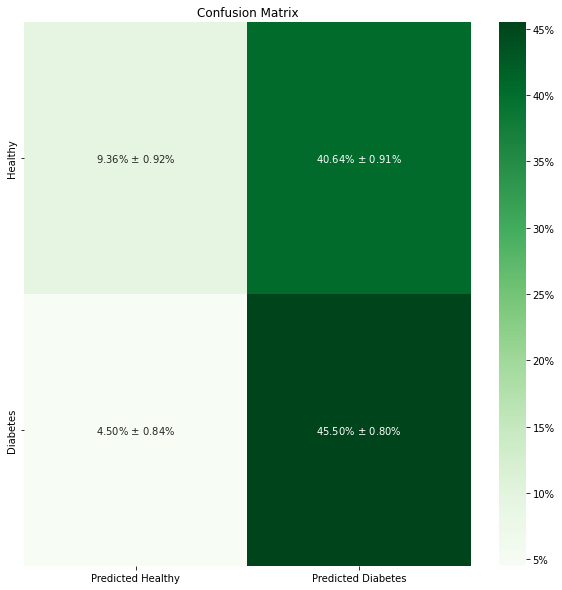 Confusion Matrix
Healthy
9.36% ± 0.92%
40.64% ± 0.91%
Diabetes
4.50% ± 0.84%
45.50% ± 0.80%
Predicted Healthy
Predicted Diabetes
45%
40%
35%
30%
25%
20%
15%
10%
5%